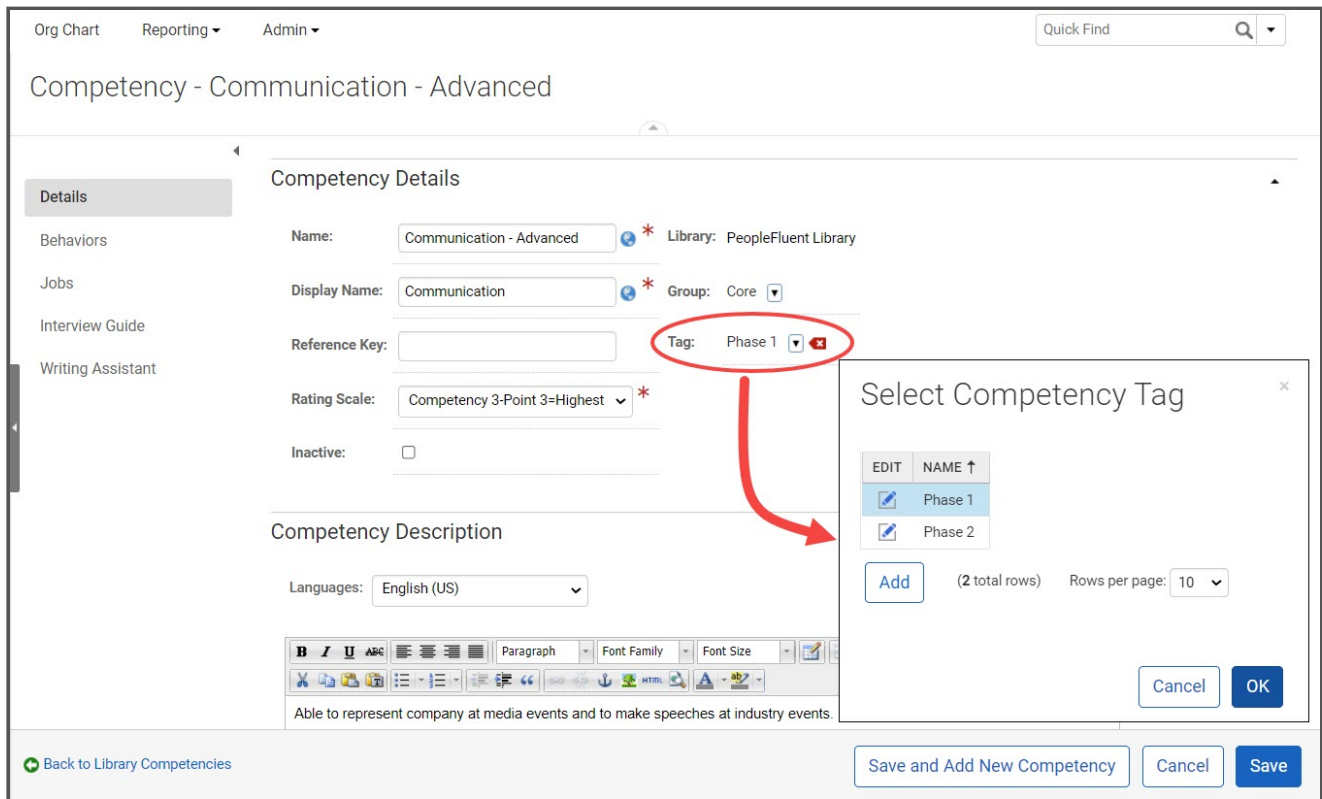 Org Chart Reporting Admin Quick Find
Competency - Communication - Advanced
Details
Behaviors
Jobs
Interview Guide
Writing Assistant
Competency Details
Name: Communication - Advanced * Library: PeopleFluent Library
Display Name: Communication * Group: Core
Reference Key: Tag: Phase 1
Rating Scale: Competency 3-Point 3=Highest *
Inactive:
Competency Description
Languages: English (US)
B I U ABC Paragraph Font Family Font Size
HTML A ab
Able to represent company at media events and to make speeches at industry events.
Select Competency Tag ×
EDIT NAME ↑
Phase 1
Phase 2
Add (2 total rows) Rows per page: 10
Cancel OK
Back to Library Competencies Save and Add New Competency Cancel Save